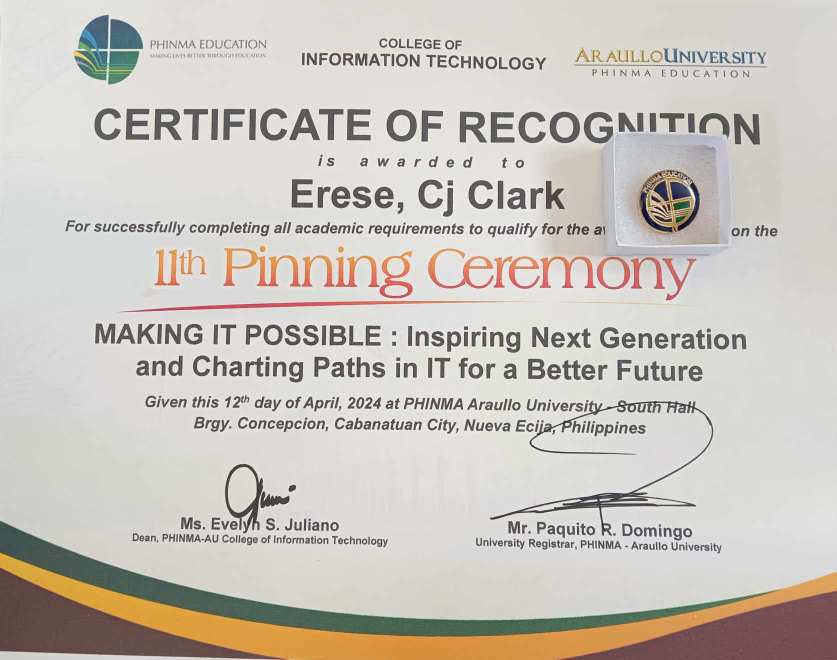 PHINMA EDUCATION
MAKING LIVES BETTER THROUGH EDUCATION
COLLEGE OF
INFORMATION TECHNOLOGY
ARAULLO UNIVERSITY
PHINMA EDUCATION
CERTIFICATE OF RECOGNITION
is awarded to
Erese, Cj Clark
PHINMA EDUCATION
For successfully completing all academic requirements to qualify for the on the
11th Pinning Ceremony
MAKING IT POSSIBLE : Inspiring Next Generation
and Charting Paths in IT for a Better Future
Given this 12th day of April, 2024 at PHINMA Araullo University - South Hall
Brgy. Concepcion, Cabanatuan City, Nueva Ecija, Philippines
Ms. Evelyn S. Juliano
Dean, PHINMA-AU College of Information Technology
Mr. Paquito R. Domingo
University Registrar, PHINMA - Araullo University